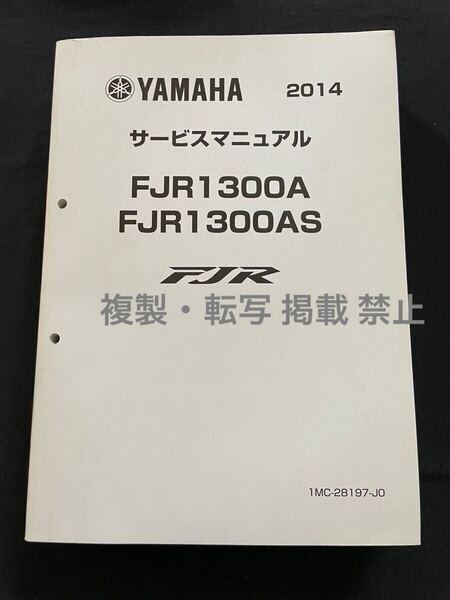 YAMAHA 2014
サービスマニュアル
FJR1300A
FJR1300AS
FJR
複製・転写 掲載 禁止
1MC-28197-J0